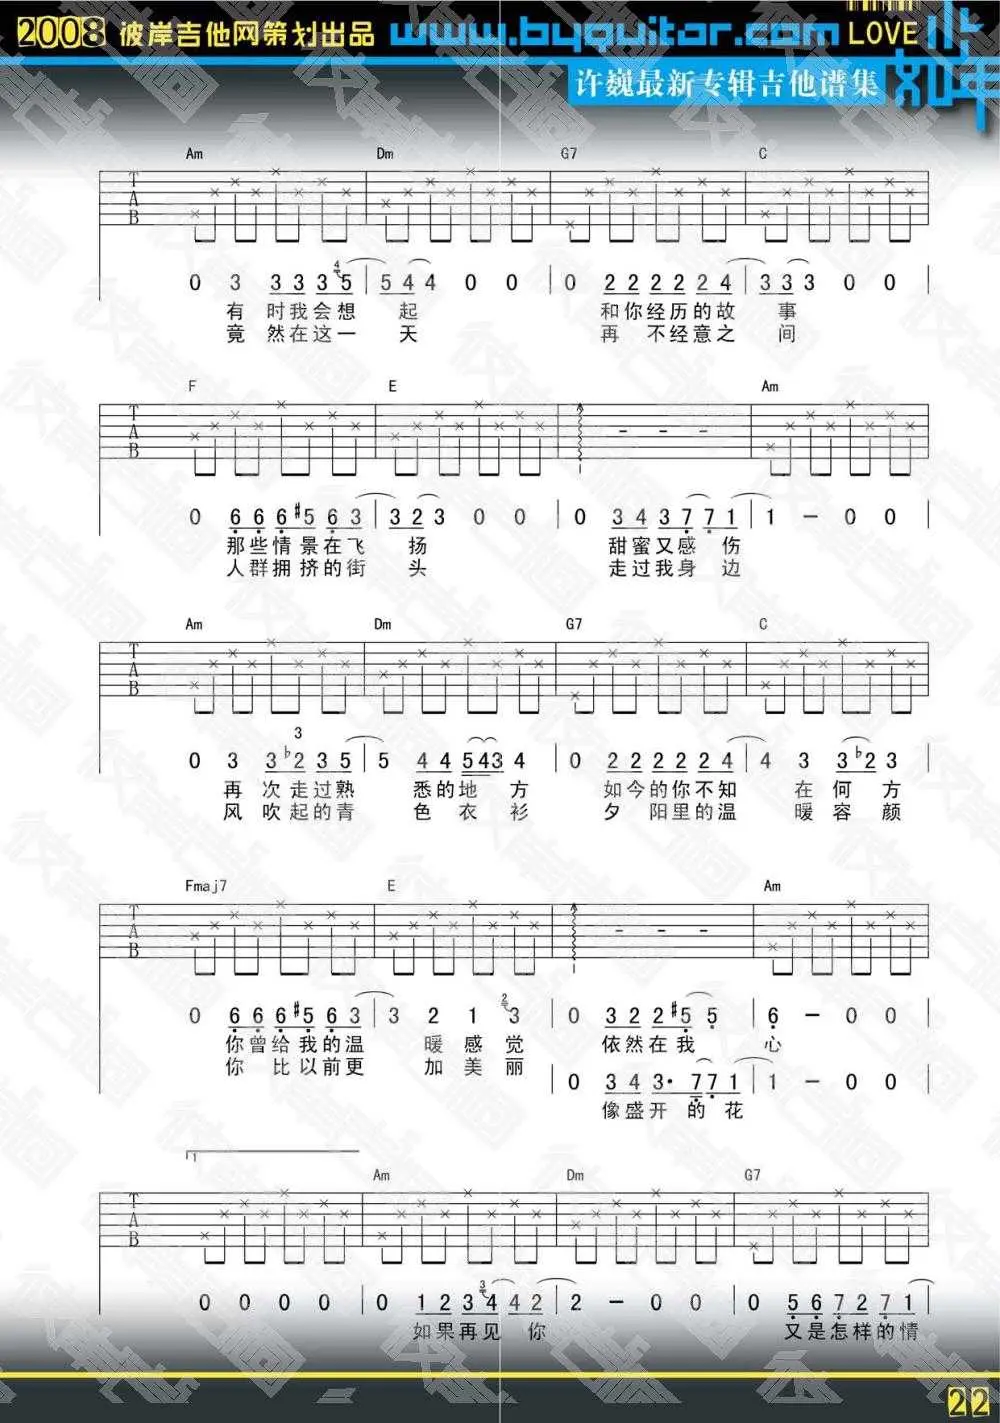 2008 彼岸吉他网策划出品 www.byguitar.com LOVE 如年华
许巍最新专辑吉他谱集
Am Dm G7 C
T A B
0 3 3 3 3 4 5 | 5 4 4 0 0 | 0 2 2 2 2 2 4 | 3 3 3 0 0 |
有 时我会想 起 和你经历的故 事
竟 然在这一 天 再 不经意之 间
F E Am
T A B
0 6 6 6 #5 6 3 | 3 2 3 0 0 | 0 3 4 3 7 7 1 | 1 – 0 0 |
那些情景在飞 扬 甜蜜又感 伤
人群拥挤的街 头 走过我身 边
Am Dm G7 C
T A B
3
0 3 3 b2 3 5 | 5 4 4 5 4 3 4 | 0 2 2 2 2 2 4 | 4 3 3 b2 3 |
再 次走过熟 悉的地 方 如今的你不知 在何方
风 吹起的青 色衣衫 夕 阳里的温 暖容颜
Fmaj7 E Am
T A B
0 6 6 6 #5 6 3 | 3 2 1 2 3 | 0 3 2 2 #5 5 | 6 – 0 0 |
你曾给我的温 暖感觉 依然在我 心
你 比以前更 加美丽
0 3 4 3· 7 7 1 | 1 – 0 0 |
像盛开 的花
1
Am Dm G7
T A B
0 0 0 0 | 0 1 2 3 3 4 4 2 | 2 – 0 0 | 0 5 6 7 2 7 1 |
如果再见 你 又是怎样的情
22